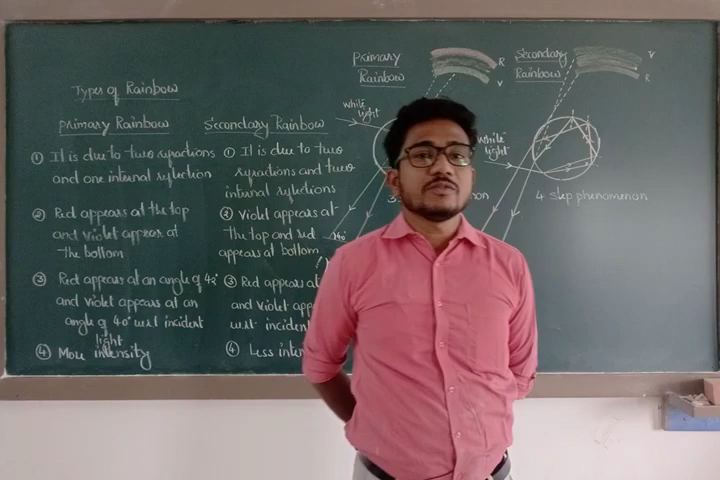 Types of Rainbow
Primary Rainbow
① It is due to two refractions
and one internal reflection
② Red appears at the top
and violet appear at
the bottom
③ Red appears at an angle of 42°
and violet appears at an
angle of 40° w.r.t incident
light
④ More intensity
Secondary Rainbow
① It is due to two
refractions and two
internal reflections
② Violet appears at
the top and red
appears at bottom
③ Red appears at
and violet app
w.r.t inciden
④ Less inten
Primary
Rainbow
R
V
white
light
3
on
Secondary
Rainbow
V
R
white
light
4 step phenomenon